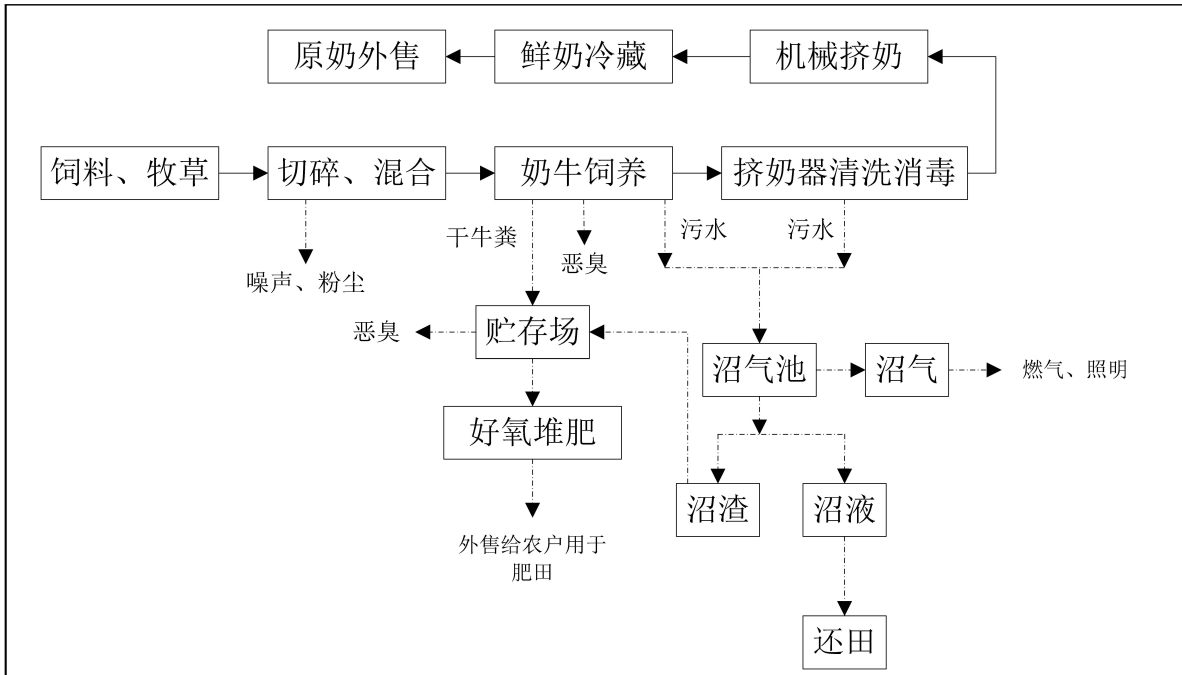 原奶外售
鲜奶冷藏
机械挤奶
饲料、牧草
切碎、混合
奶牛饲养
挤奶器清洗消毒
干牛粪
恶臭
污水
污水
噪声、粉尘
恶臭
贮存场
沼气池
沼气
燃气、照明
好氧堆肥
沼渣
沼液
外售给农户用于
肥田
还田